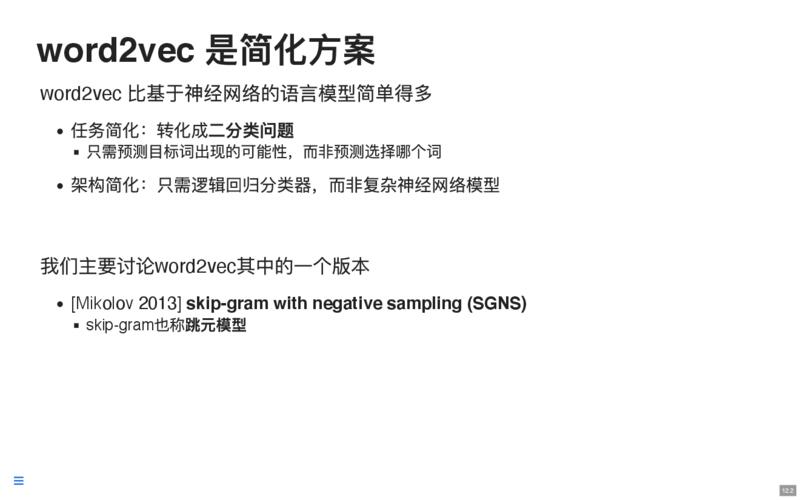 word2vec 是简化方案
word2vec 比基于神经网络的语言模型简单得多
• 任务简化：转化成二分类问题
▪ 只需预测目标词出现的可能性，而非预测选择哪个词
• 架构简化：只需逻辑回归分类器，而非复杂神经网络模型
我们主要讨论word2vec其中的一个版本
• [Mikolov 2013] skip-gram with negative sampling (SGNS)
▪ skip-gram也称跳元模型
12.2